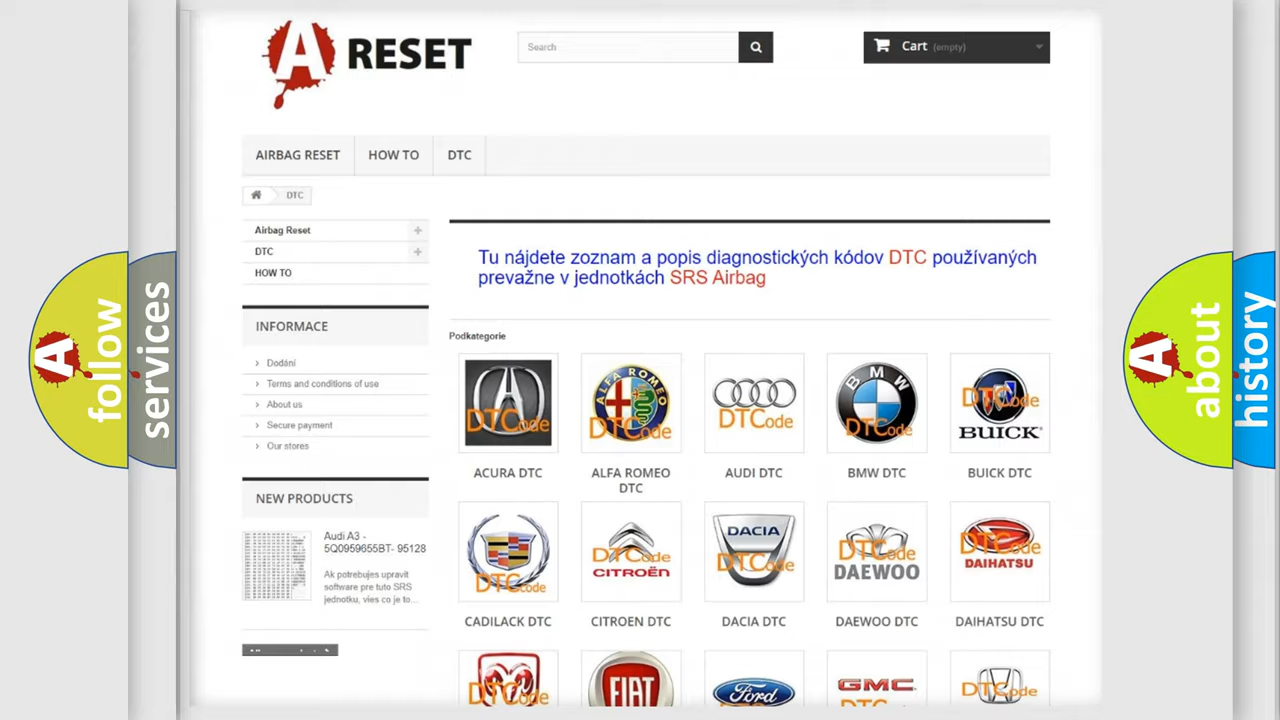 A RESET
Search
Cart (empty)
AIRBAG RESET
HOW TO
DTC
DTC
Airbag Reset
DTC
HOW TO
INFORMACE
Dodání
Terms and conditions of use
About us
Secure payment
Our stores
NEW PRODUCTS
Audi A3 -
5Q0959655BT- 95128
Ak potrebujes upravit
software pre tuto SRS
jednotku, vies co je to...
Tu nájdete zoznam a popis diagnostických kódov DTC používaných
prevažne v jednotkách SRS Airbag
Podkategorie
DTCode
ALFA ROMEO
DTCode
DTCode
BMW
DTCode
DTCode
BUICK
ACURA DTC
ALFA ROMEO
DTC
AUDI DTC
BMW DTC
BUICK DTC
DTCode
DTCode
CITROËN
DACIA
DTCode
DTCode
DAEWOO
DTCode
DAIHATSU
CADILACK DTC
CITROEN DTC
DACIA DTC
DAEWOO DTC
DAIHATSU DTC
DTCode
FIAT
Ford
GMC
DTCode
A follow
services
A about
history